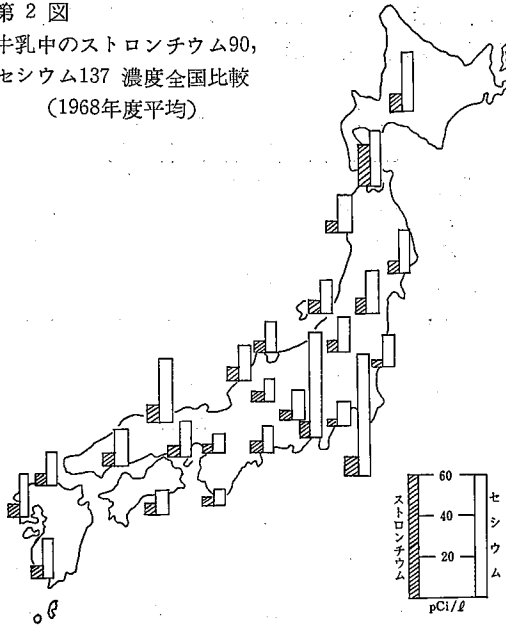 第 2 図
牛乳中のストロンチウム90,
セシウム137 濃度全国比較
(1968年度平均)
ストロンチウム
60
40
20
セシウム
pCi/ℓ